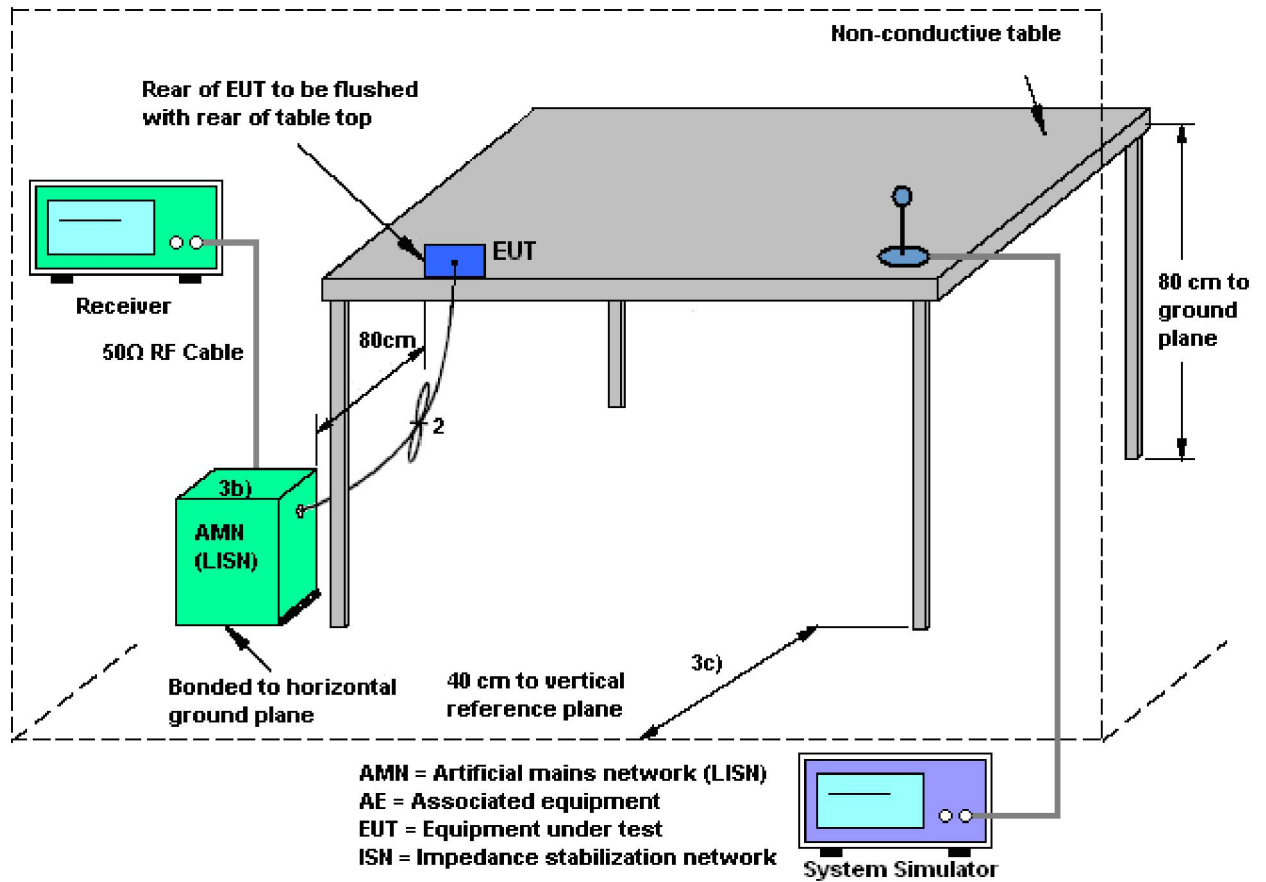 Non-conductive table
Rear of EUT to be flushed
with rear of table top
EUT
Receiver
80cm
80 cm to
ground
plane
50Ω RF Cable
2
3b)
AMN
(LISN)
3c)
Bonded to horizontal
ground plane
40 cm to vertical
reference plane
AMN = Artificial mains network (LISN)
AE = Associated equipment
EUT = Equipment under test
ISN = Impedance stabilization network
System Simulator